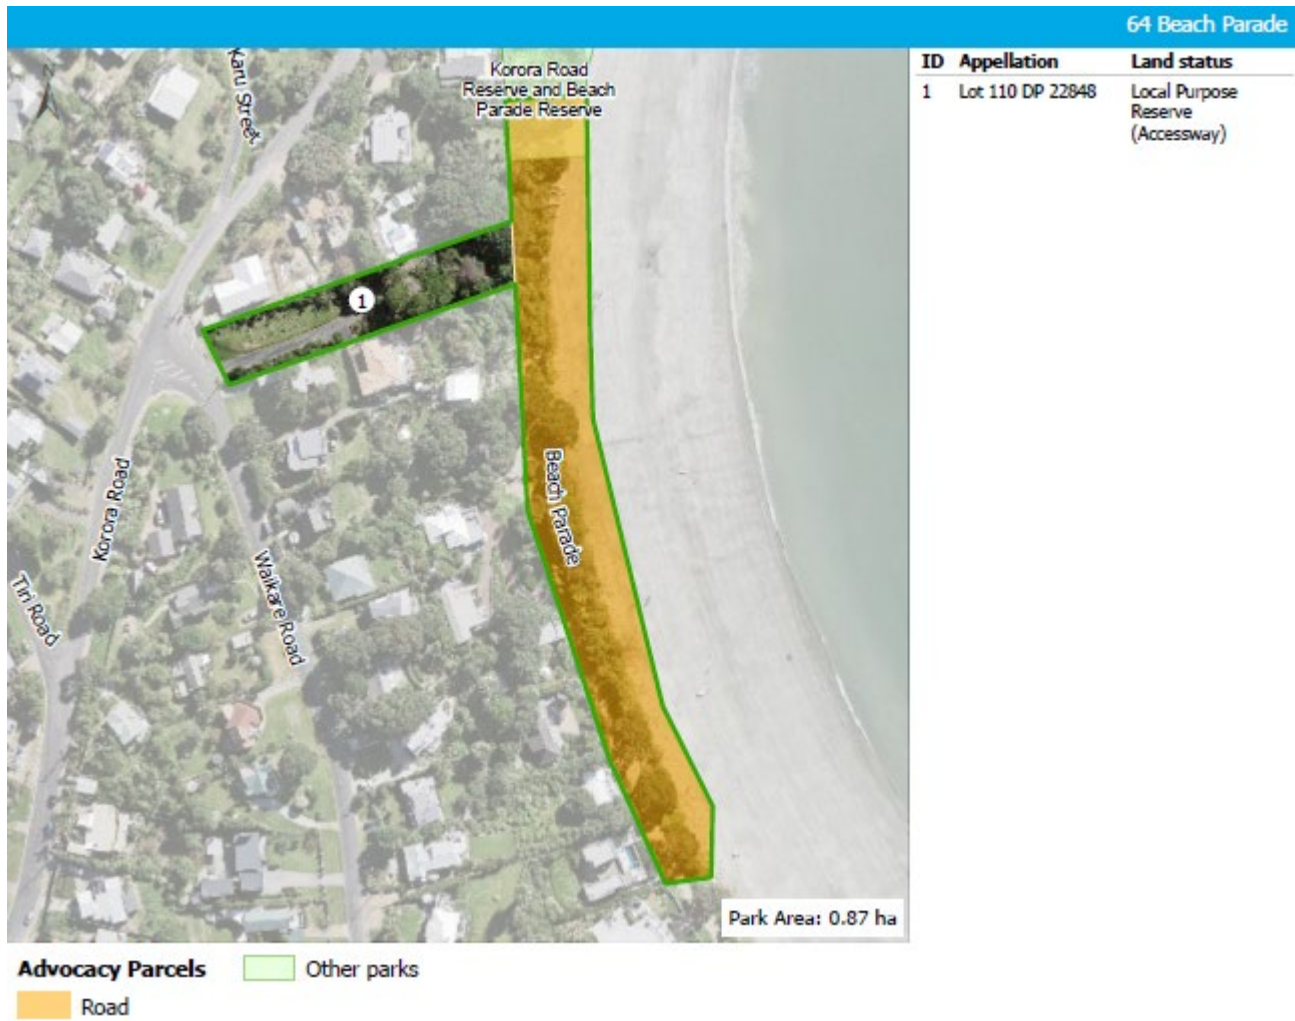 64 Beach Parade
ID Appellation Land status
1 Lot 110 DP 22848 Local Purpose
Reserve
(Accessway)
N
Karu Street
Korora Road
Reserve and Beach
Parade Reserve
1
Korora Road
Beach Parade
Waikare Road
Tiri Road
Park Area: 0.87 ha
Advocacy Parcels
Other parks
Road